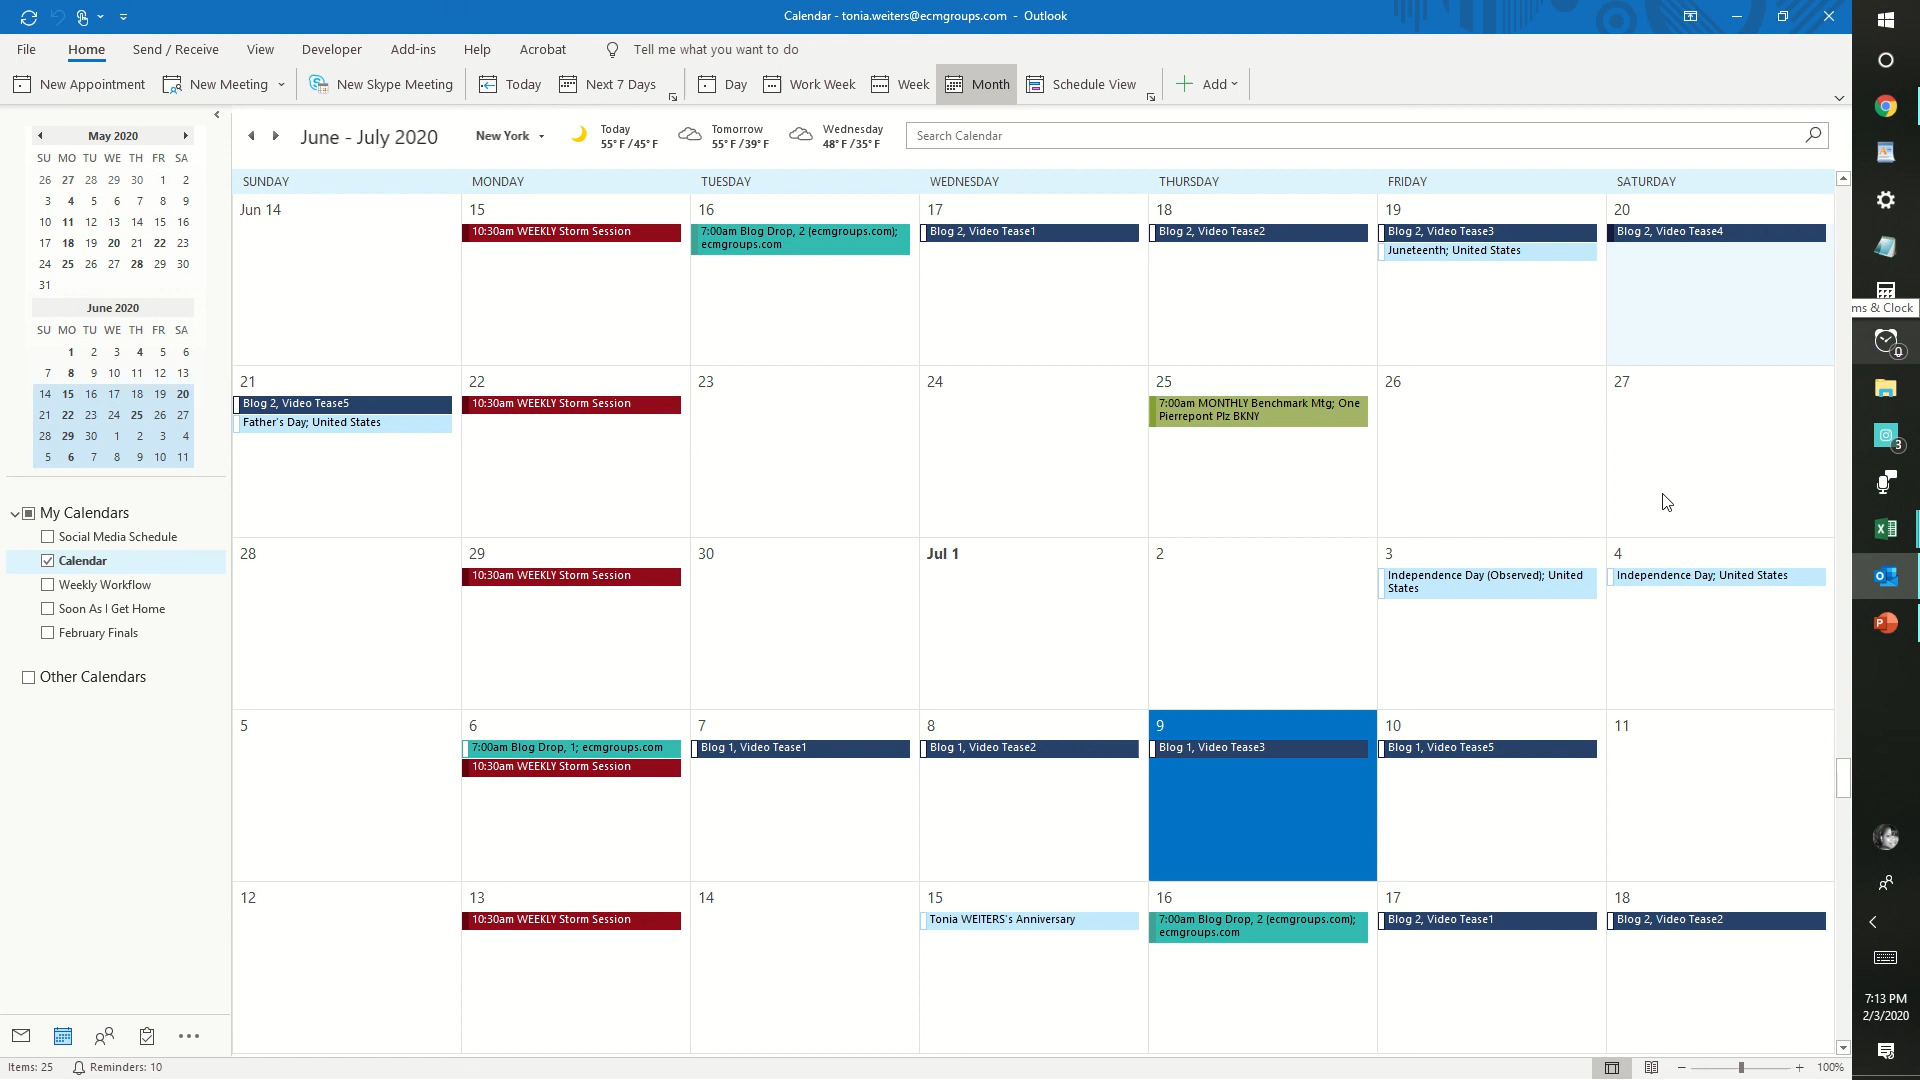 Calendar - tonia.weiters@ecmgroups.com - Outlook
File Home Send / Receive View Developer Add-ins Help Acrobat Tell me what you want to do
New Appointment New Meeting New Skype Meeting Today Next 7 Days Day Work Week Week Month Schedule View Add
May 2020
SU MO TU WE TH FR SA
26 27 28 29 30 1 2
3 4 5 6 7 8 9
10 11 12 13 14 15 16
17 18 19 20 21 22 23
24 25 26 27 28 29 30
31
June 2020
SU MO TU WE TH FR SA
1 2 3 4 5 6
7 8 9 10 11 12 13
14 15 16 17 18 19 20
21 22 23 24 25 26 27
28 29 30 1 2 3 4
5 6 7 8 9 10 11
My Calendars
Social Media Schedule
Calendar
Weekly Workflow
Soon As I Get Home
February Finals
Other Calendars
June - July 2020
New York
Today
55° F /45° F
Tomorrow
55° F /39° F
Wednesday
48° F /35° F
Search Calendar
SUNDAY MONDAY TUESDAY WEDNESDAY THURSDAY FRIDAY SATURDAY
Jun 14
15
10:30am WEEKLY Storm Session
16
7:00am Blog Drop, 2 (ecmgroups.com);
ecmgroups.com
17
Blog 2, Video Tease1
18
Blog 2, Video Tease2
19
Blog 2, Video Tease3
Juneteenth; United States
20
Blog 2, Video Tease4
21
Blog 2, Video Tease5
Father's Day; United States
22
10:30am WEEKLY Storm Session
23
24
25
7:00am MONTHLY Benchmark Mtg; One
Pierrepont Plz BKNY
26
27
28
29
10:30am WEEKLY Storm Session
30
Jul 1
2
3
Independence Day (Observed); United
States
4
Independence Day; United States
5
6
7:00am Blog Drop, 1; ecmgroups.com
10:30am WEEKLY Storm Session
7
Blog 1, Video Tease1
8
Blog 1, Video Tease2
9
Blog 1, Video Tease3
10
Blog 1, Video Tease5
11
12
13
10:30am WEEKLY Storm Session
14
15
Tonia WEITERS's Anniversary
16
7:00am Blog Drop, 2 (ecmgroups.com);
ecmgroups.com
17
Blog 2, Video Tease1
18
Blog 2, Video Tease2
ms & Clock
3
7:13 PM
2/3/2020
Items: 25 Reminders: 10
100%